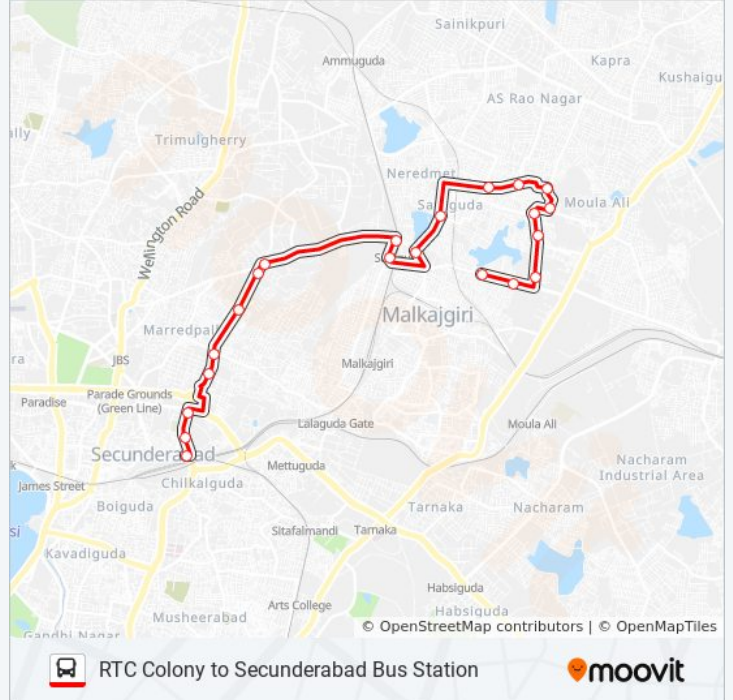 Sainikpuri
Ammuguda
Kapra
Kushaigu
AS Rao Nagar
ally
Trimulgherry
Neredmet
Wellington Road
Moula Ali
Malkajgiri
Marredpall
JBS
Malkajgiri
Parade Grounds
(Green Line)
Paradise
Lalaguda Gate
Moula Ali
Secunderabad
Mettuguda
Nacharam
Industrial Area
James Street
Chilkalguda
Boiguda
Tarnaka
Nacharam
Sitafalmandi
Tarnaka
Kavadiguda
Habsiguda
Arts College
Habsiguda
Musheerabad
Gandhi Nagar
© OpenStreetMap contributors | © OpenMapTiles
RTC Colony to Secunderabad Bus Station
moovit